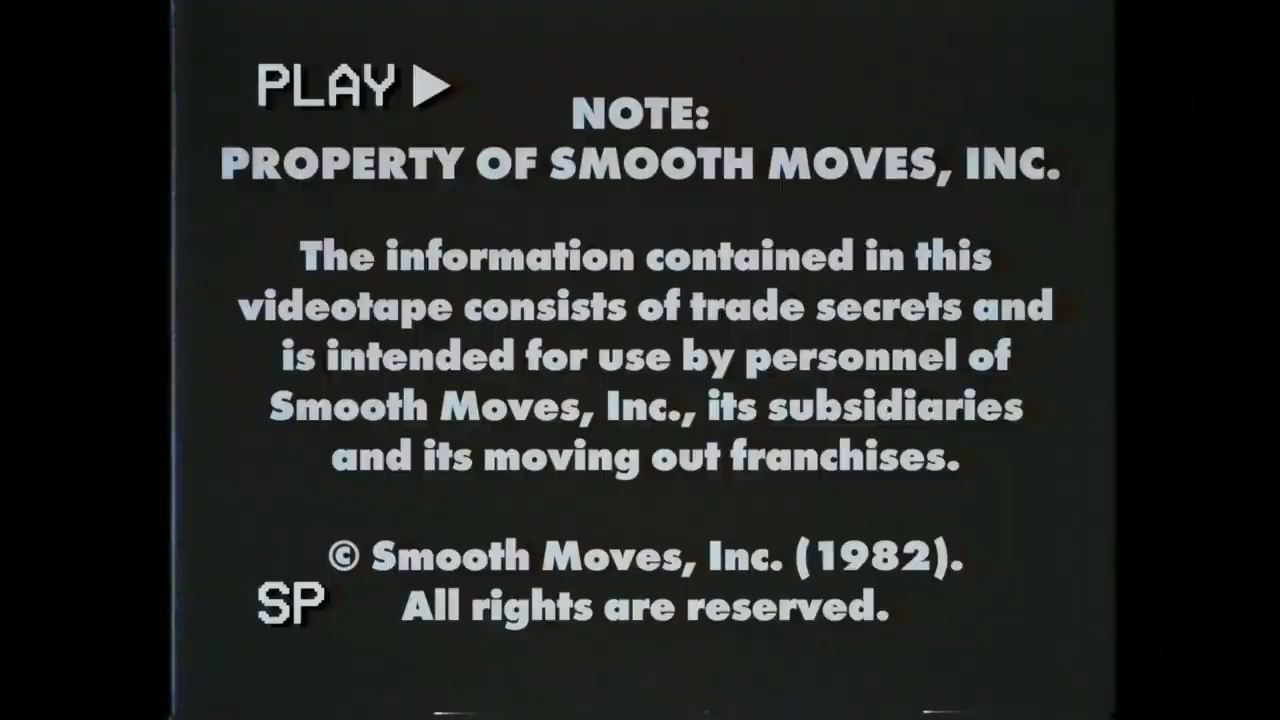 PLAY
NOTE:
PROPERTY OF SMOOTH MOVES, INC.
The information contained in this
videotape consists of trade secrets and
is intended for use by personnel of
Smooth Moves, Inc., its subsidiaries
and its moving out franchises.
© Smooth Moves, Inc. (1982).
All rights are reserved.
SP